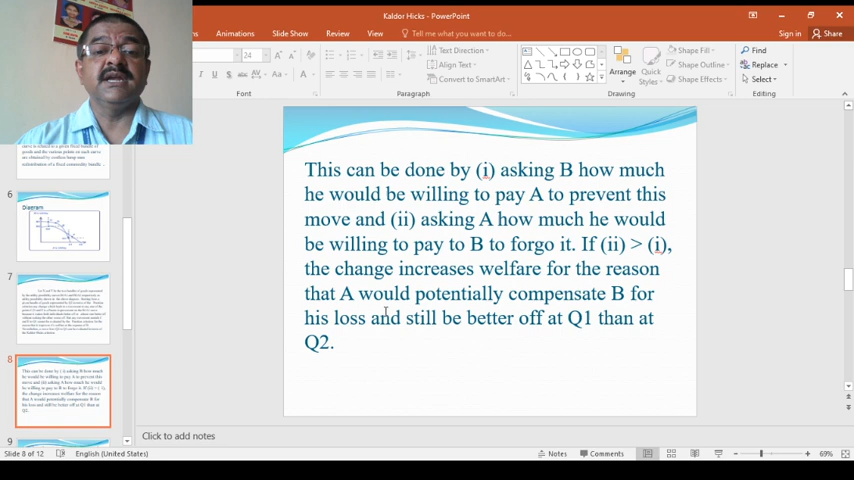 Kaldor Hicks - PowerPoint
Animations Slide Show Review View Tell me what you want to do...
Sign in Share
24
Text Direction
Align Text
Convert to SmartArt
Arrange
Quick
Styles
Shape Fill
Shape Outline
Shape Effects
Find
Replace
Select
Font Paragraph Drawing Editing
6
Diagram
7
8
9
This can be done by (i) asking B how much
he would be willing to pay A to prevent this
move and (ii) asking A how much he would
be willing to pay to B to forgo it. If (ii) > (i),
the change increases welfare for the reason
that A would potentially compensate B for
his loss and still be better off at Q1 than at
Q2.
Click to add notes
Slide 8 of 12 English (United States) Notes Comments 69%